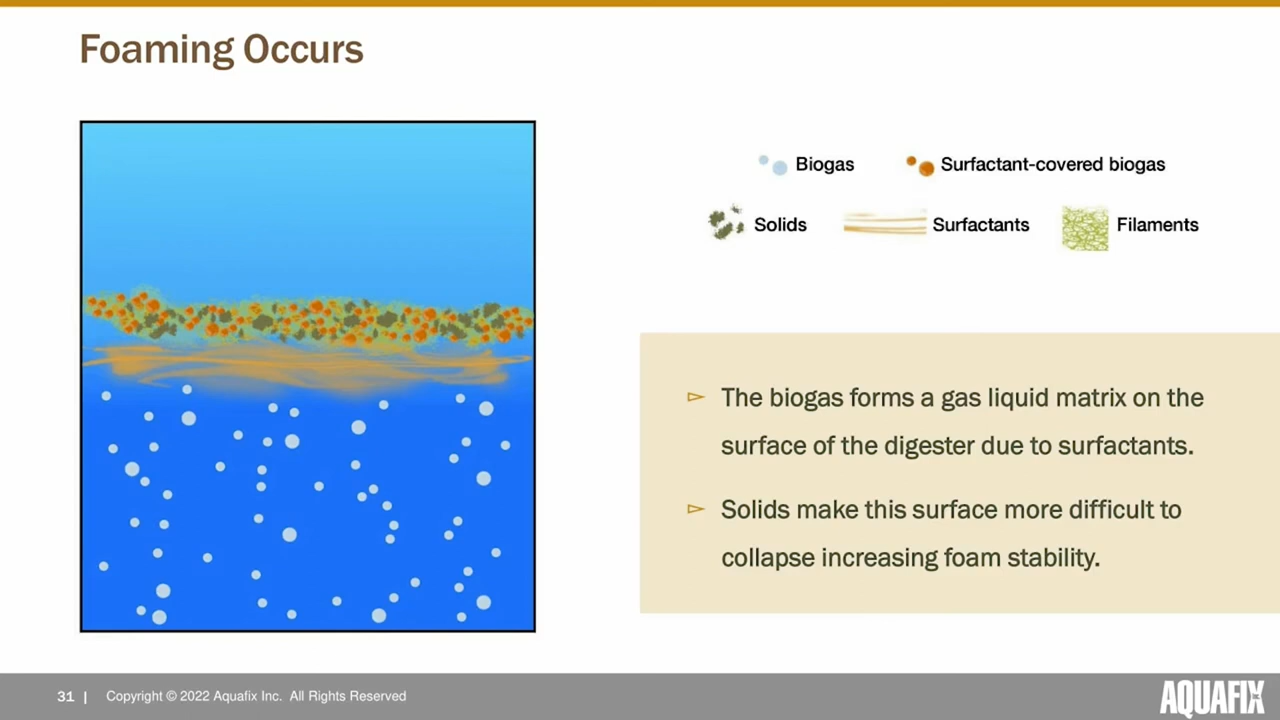 Foaming Occurs
Biogas
Surfactant-covered biogas
Solids
Surfactants
Filaments
The biogas forms a gas liquid matrix on the
surface of the digester due to surfactants.
Solids make this surface more difficult to
collapse increasing foam stability.
31 | Copyright © 2022 Aquafix Inc. All Rights Reserved
AQUAFIX INC.